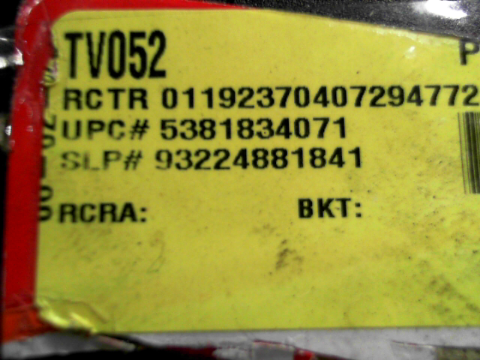 TV052 P
RCTR 01192370407294772
UPC# 5381834071
SLP# 93224881841
RCRA: BKT: